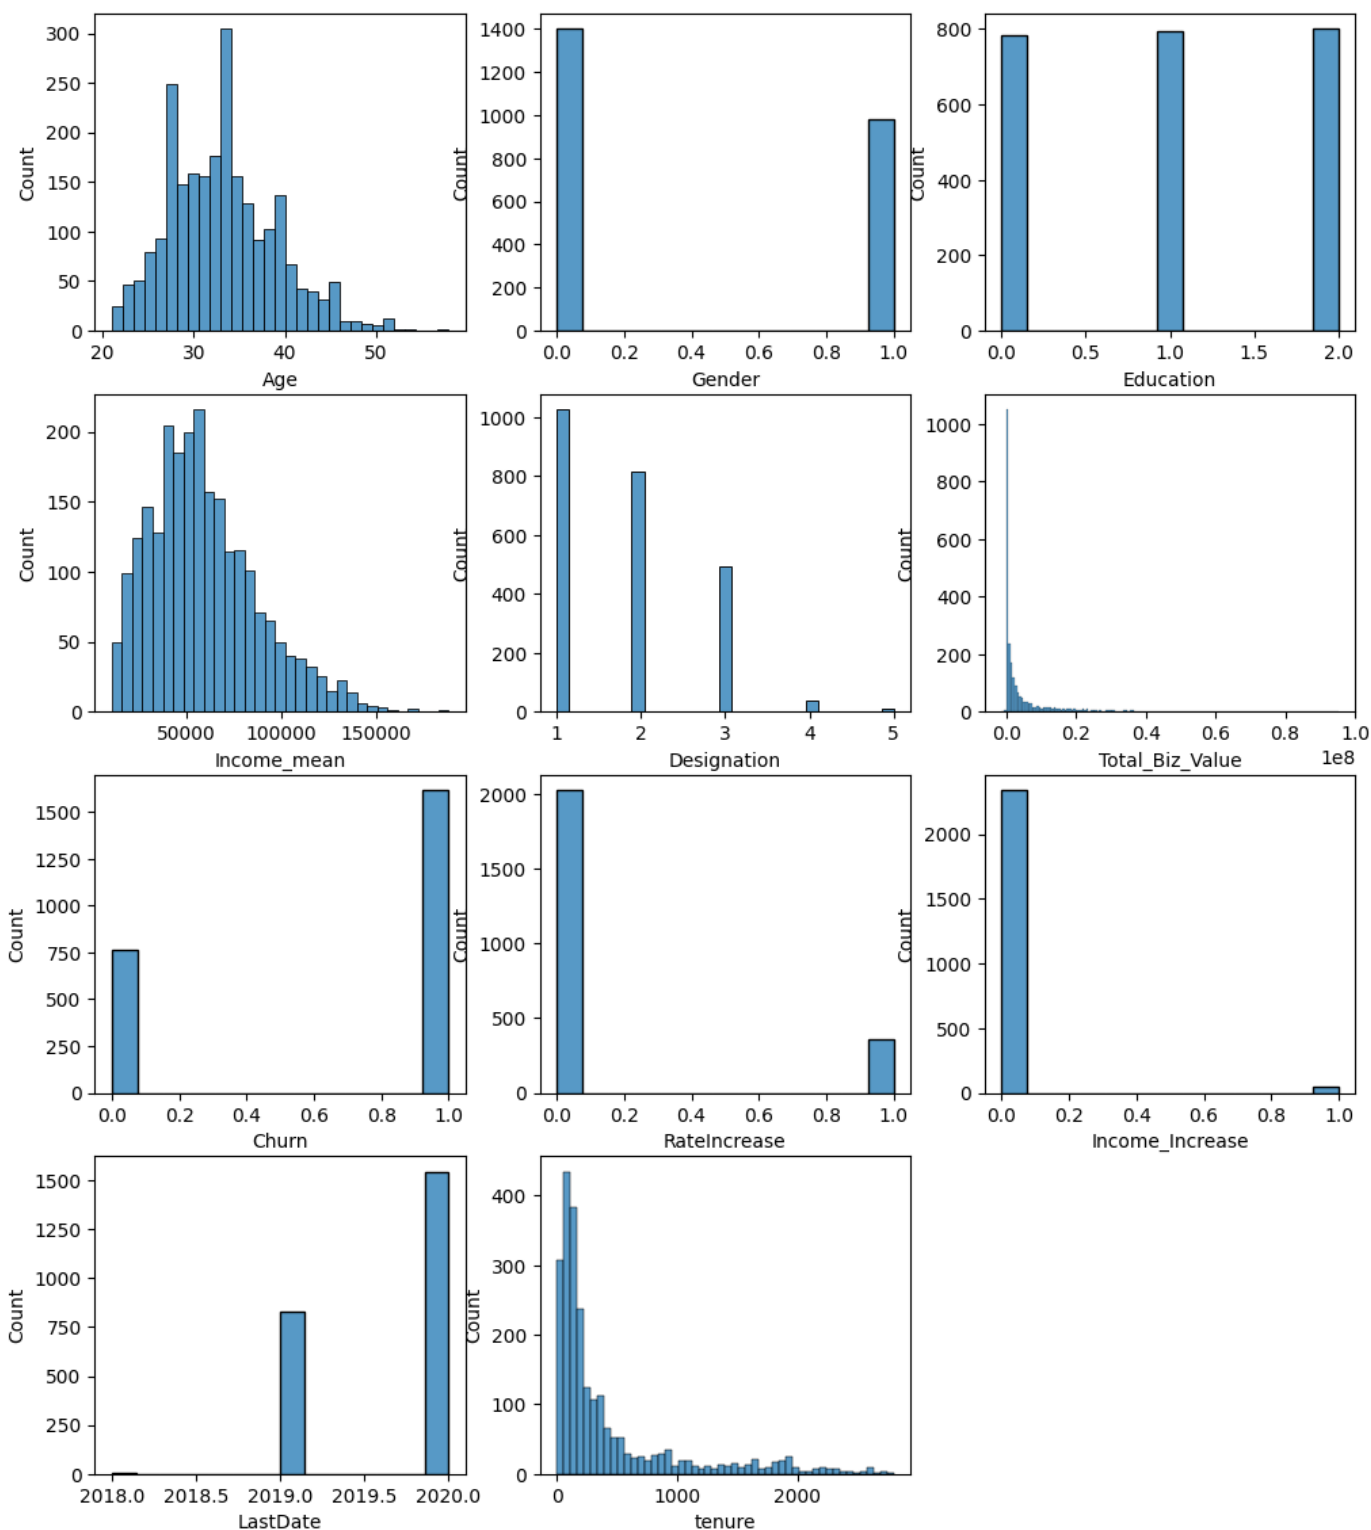 300
250
200
150
100
50
0
Count
20 30 40 50
Age
1400
1200
1000
800
600
400
200
0
Count
0.0 0.2 0.4 0.6 0.8 1.0
Gender
800
600
400
200
0
Count
0.0 0.5 1.0 1.5 2.0
Education
200
150
100
50
0
Count
50000 100000 150000
Income_mean
1000
800
600
400
200
0
Count
1 2 3 4 5
Designation
1000
800
600
400
200
0
Count
0.0 0.2 0.4 0.6 0.8 1.0
1e8
Total_Biz_Value
1500
1250
1000
750
500
250
0
Count
0.0 0.2 0.4 0.6 0.8 1.0
Churn
2000
1500
1000
500
0
Count
0.0 0.2 0.4 0.6 0.8 1.0
RateIncrease
2000
1500
1000
500
0
Count
0.0 0.2 0.4 0.6 0.8 1.0
Income_Increase
1500
1250
1000
750
500
250
0
Count
2018.0 2018.5 2019.0 2019.5 2020.0
LastDate
400
300
200
100
0
Count
0 1000 2000
tenure